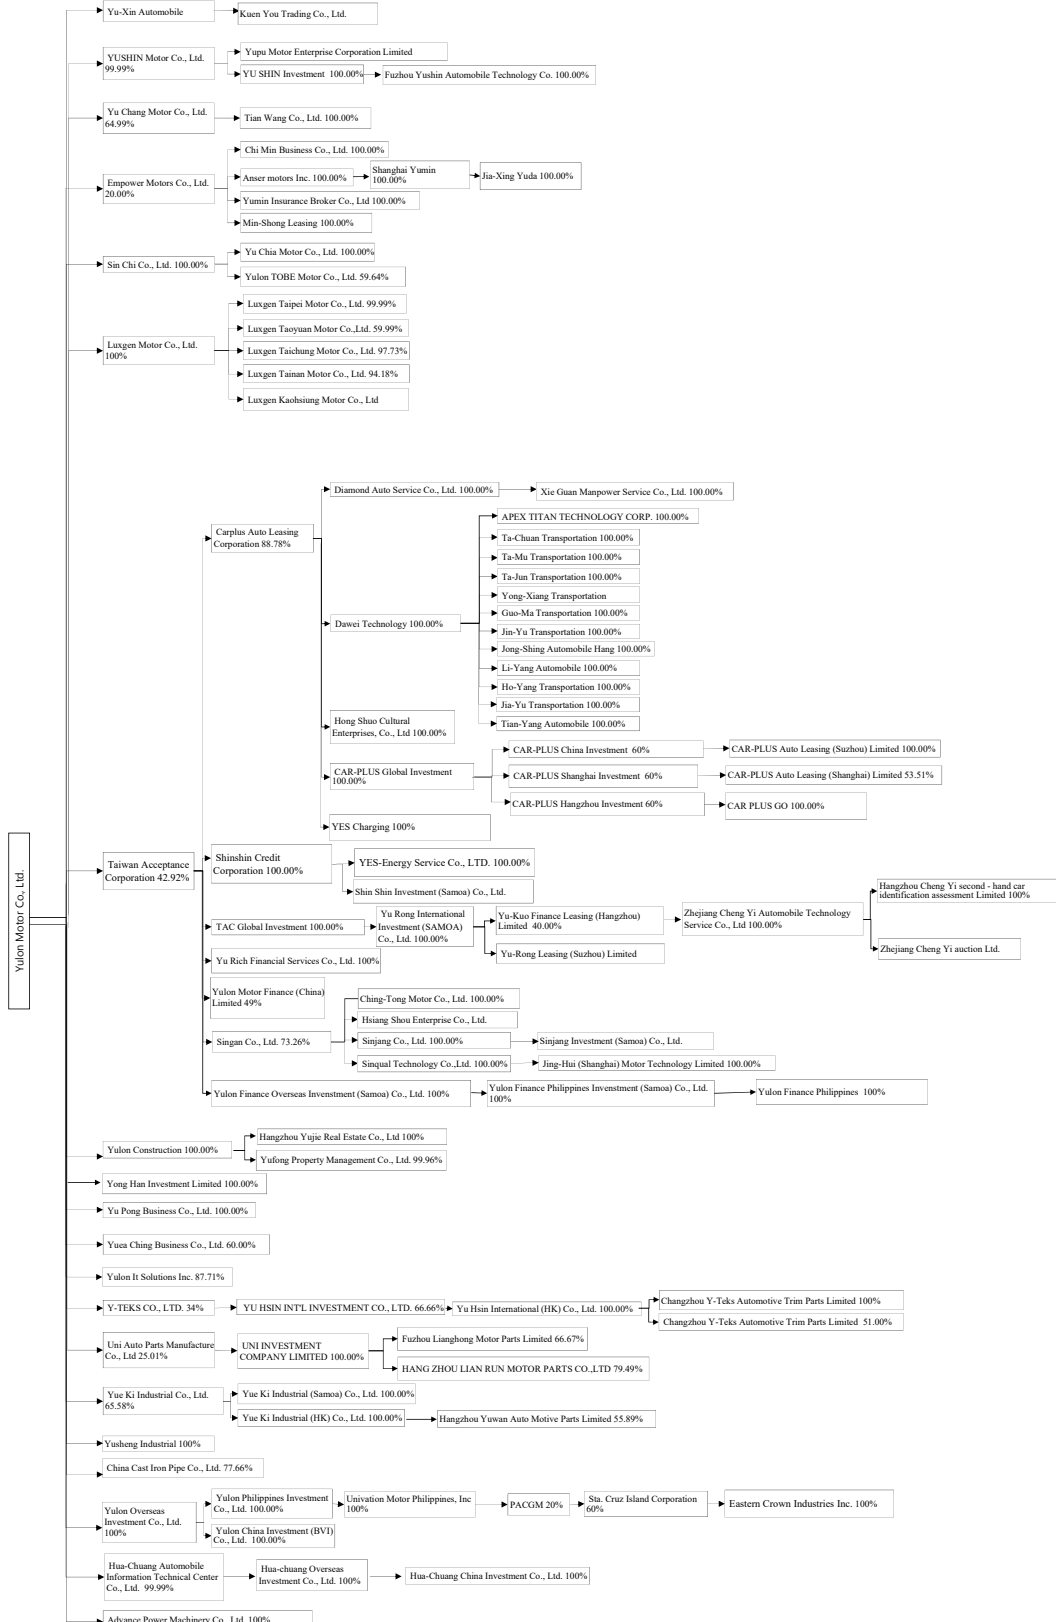 Yulon Motor Co., Ltd.
Yu-Xin Automobile
Kuen You Trading Co., Ltd.
YUSHIN Motor Co., Ltd.
99.99%
Yupu Motor Enterprise Corporation Limited
YU SHIN Investment 100.00%
Fuzhou Yushin Automobile Technology Co. 100.00%
Yu Chang Motor Co., Ltd.
64.99%
Tian Wang Co., Ltd. 100.00%
Empower Motors Co., Ltd.
20.00%
Chi Min Business Co., Ltd. 100.00%
Anser motors Inc. 100.00%
Shanghai Yumin
100.00%
Jia-Xing Yuda 100.00%
Yumin Insurance Broker Co., Ltd 100.00%
Min-Shong Leasing 100.00%
Sin Chi Co., Ltd. 100.00%
Yu Chia Motor Co., Ltd. 100.00%
Yulon TOBE Motor Co., Ltd. 59.64%
Luxgen Motor Co., Ltd.
100%
Luxgen Taipei Motor Co., Ltd. 99.99%
Luxgen Taoyuan Motor Co.,Ltd. 59.99%
Luxgen Taichung Motor Co., Ltd. 97.73%
Luxgen Tainan Motor Co., Ltd. 94.18%
Luxgen Kaohsiung Motor Co., Ltd
Taiwan Acceptance
Corporation 42.92%
Carplus Auto Leasing
Corporation 88.78%
Diamond Auto Service Co., Ltd. 100.00%
Xie Guan Manpower Service Co., Ltd. 100.00%
Dawei Technology 100.00%
APEX TITAN TECHNOLOGY CORP. 100.00%
Ta-Chuan Transportation 100.00%
Ta-Mu Transportation 100.00%
Ta-Jun Transportation 100.00%
Yong-Xiang Transportation
Guo-Ma Transportation 100.00%
Jin-Yu Transportation 100.00%
Jong-Shing Automobile Hang 100.00%
Li-Yang Automobile 100.00%
Ho-Yang Transportation 100.00%
Jia-Yu Transportation 100.00%
Tian-Yang Automobile 100.00%
Hong Shuo Cultural
Enterprises, Co., Ltd 100.00%
CAR-PLUS Global Investment
100.00%
CAR-PLUS China Investment 60%
CAR-PLUS Auto Leasing (Suzhou) Limited 100.00%
CAR-PLUS Shanghai Investment 60%
CAR-PLUS Auto Leasing (Shanghai) Limited 53.51%
CAR-PLUS Hangzhou Investment 60%
CAR PLUS GO 100.00%
YES Charging 100%
Shinshin Credit
Corporation 100.00%
YES-Energy Service Co., LTD. 100.00%
Shin Shin Investment (Samoa) Co., Ltd.
TAC Global Investment 100.00%
Yu Rong International
Investment (SAMOA)
Co., Ltd. 100.00%
Yu-Kuo Finance Leasing (Hangzhou)
Limited 40.00%
Zhejiang Cheng Yi Automobile Technology
Service Co., Ltd 100.00%
Hangzhou Cheng Yi second - hand car
identification assessment Limited 100%
Zhejiang Cheng Yi auction Ltd.
Yu-Rong Leasing (Suzhou) Limited
Yu Rich Financial Services Co., Ltd. 100%
Yulon Motor Finance (China)
Limited 49%
Singan Co., Ltd. 73.26%
Ching-Tong Motor Co., Ltd. 100.00%
Hsiang Shou Enterprise Co., Ltd.
Sinjang Co., Ltd. 100.00%
Sinjang Investment (Samoa) Co., Ltd.
Sinqual Technology Co.,Ltd. 100.00%
Jing-Hui (Shanghai) Motor Technology Limited 100.00%
Yulon Finance Overseas Invenstment (Samoa) Co., Ltd. 100%
Yulon Finance Philippines Invenstment (Samoa) Co., Ltd.
100%
Yulon Finance Philippines 100%
Yulon Construction 100.00%
Hangzhou Yujie Real Estate Co., Ltd 100%
Yufong Property Management Co., Ltd. 99.96%
Yong Han Investment Limited 100.00%
Yu Pong Business Co., Ltd. 100.00%
Yuea Ching Business Co., Ltd. 60.00%
Yulon It Solutions Inc. 87.71%
Y-TEKS CO., LTD. 34%
YU HSIN INT'L INVESTMENT CO., LTD. 66.66%
Yu Hsin International (HK) Co., Ltd. 100.00%
Changzhou Y-Teks Automotive Trim Parts Limited 100%
Changzhou Y-Teks Automotive Trim Parts Limited 51.00%
Uni Auto Parts Manufacture
Co., Ltd 25.01%
UNI INVESTMENT
COMPANY LIMITED 100.00%
Fuzhou Lianghong Motor Parts Limited 66.67%
HANG ZHOU LIAN RUN MOTOR PARTS CO.,LTD 79.49%
Yue Ki Industrial Co., Ltd.
65.58%
Yue Ki Industrial (Samoa) Co., Ltd. 100.00%
Yue Ki Industrial (HK) Co., Ltd. 100.00%
Hangzhou Yuwan Auto Motive Parts Limited 55.89%
Yusheng Industrial 100%
China Cast Iron Pipe Co., Ltd. 77.66%
Yulon Overseas
Investment Co., Ltd.
100%
Yulon Philippines Investment
Co., Ltd. 100.00%
Univation Motor Philippines, Inc
100%
PACGM 20%
Sta. Cruz Island Corporation
60%
Eastern Crown Industries Inc. 100%
Yulon China Investment (BVI)
Co., Ltd. 100.00%
Hua-Chuang Automobile
Information Technical Center
Co., Ltd. 99.99%
Hua-chuang Overseas
Investment Co., Ltd. 100%
Hua-Chuang China Investment Co., Ltd. 100%
Advance Power Machinery Co., Ltd. 100%